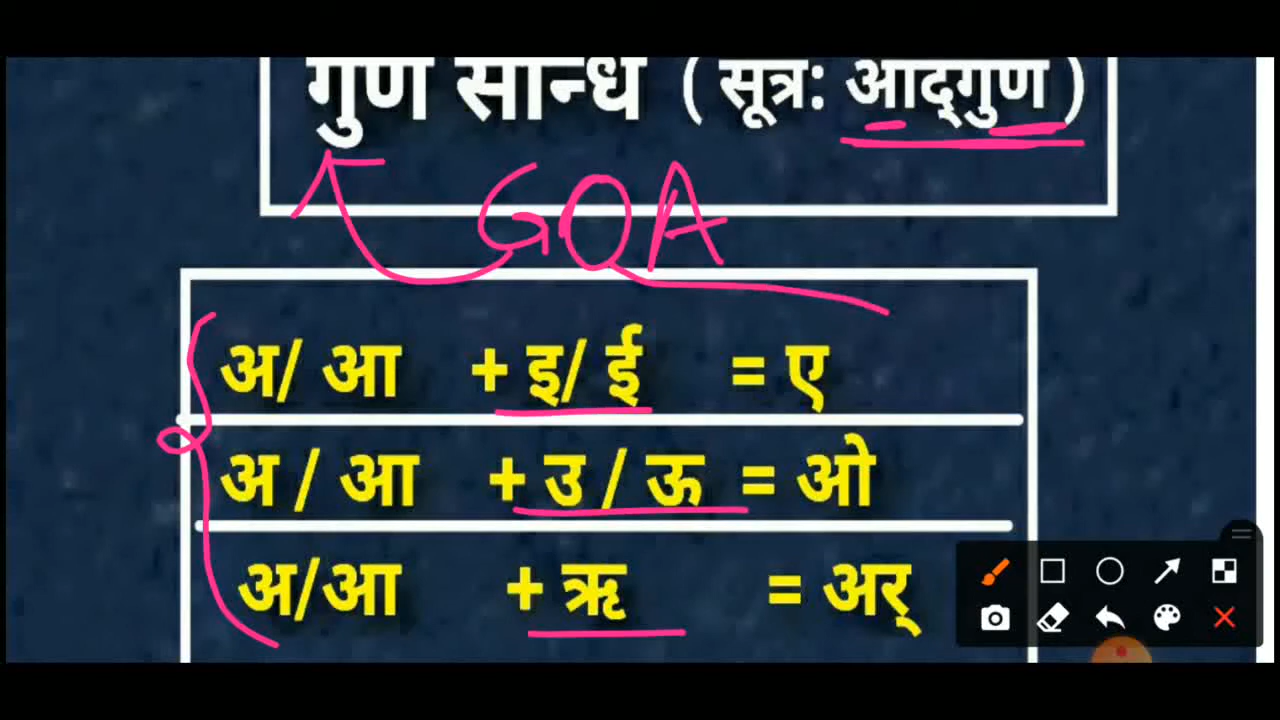 गुण सन्धि ( सूत्र: आद्गुण )
GOA
अ/ आ + इ/ ई = ए
अ / आ + उ / ऊ = ओ
अ/आ + ऋ = अर्